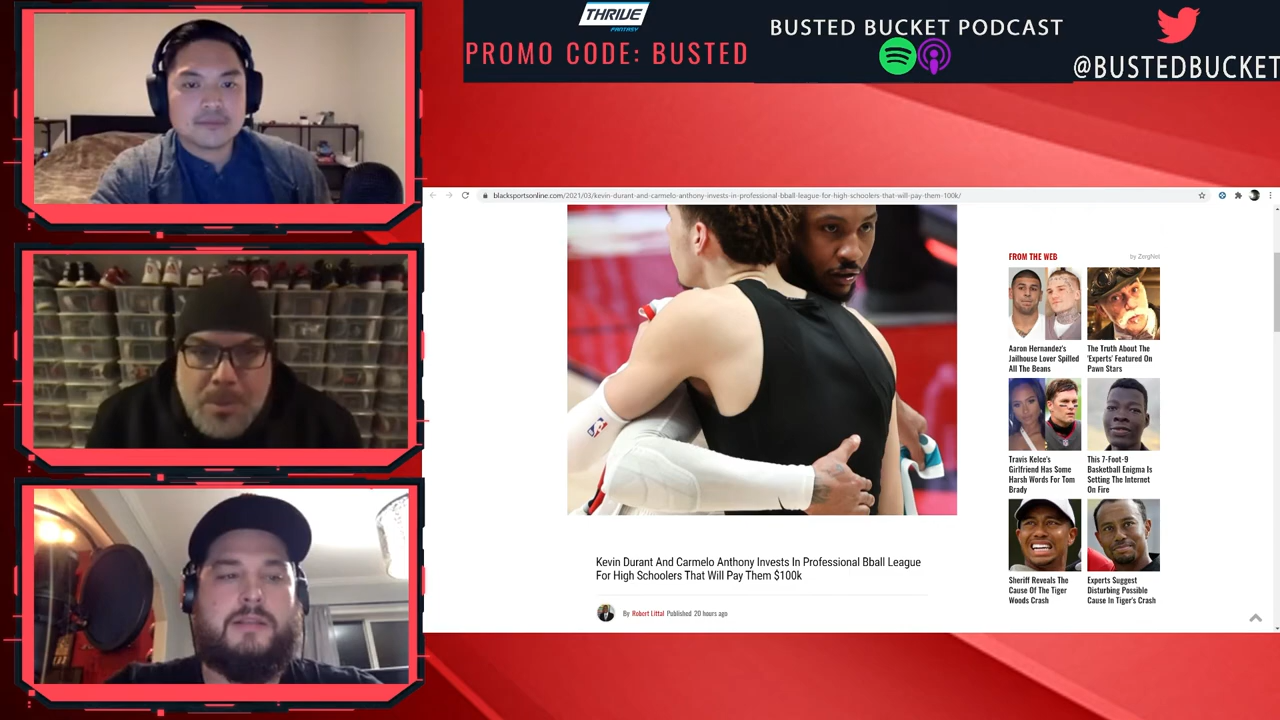 THRIVE
FANTASY
PROMO CODE: BUSTED
BUSTED BUCKET PODCAST
@BUSTEDBUCKET
blacksportsonline.com/2021/03/kevin-durant-and-carmelo-anthony-invests-in-professional-bball-league-for-high-schoolers-that-will-pay-them-100k/
FROM THE WEB
by ZergNet
Aaron Hernandez's
Jailhouse Lover Spilled
All The Beans
The Truth About The
'Experts' Featured On
Pawn Stars
Travis Kelce's
Girlfriend Has Some
Harsh Words For Tom
Brady
This 7-Foot-9
Basketball Enigma Is
Setting The Internet
On Fire
Sheriff Reveals The
Cause Of The Tiger
Woods Crash
Experts Suggest
Disturbing Possible
Cause In Tiger's Crash
Kevin Durant And Carmelo Anthony Invests In Professional Bball League
For High Schoolers That Will Pay Them $100k
By Robert Littal Published 20 hours ago